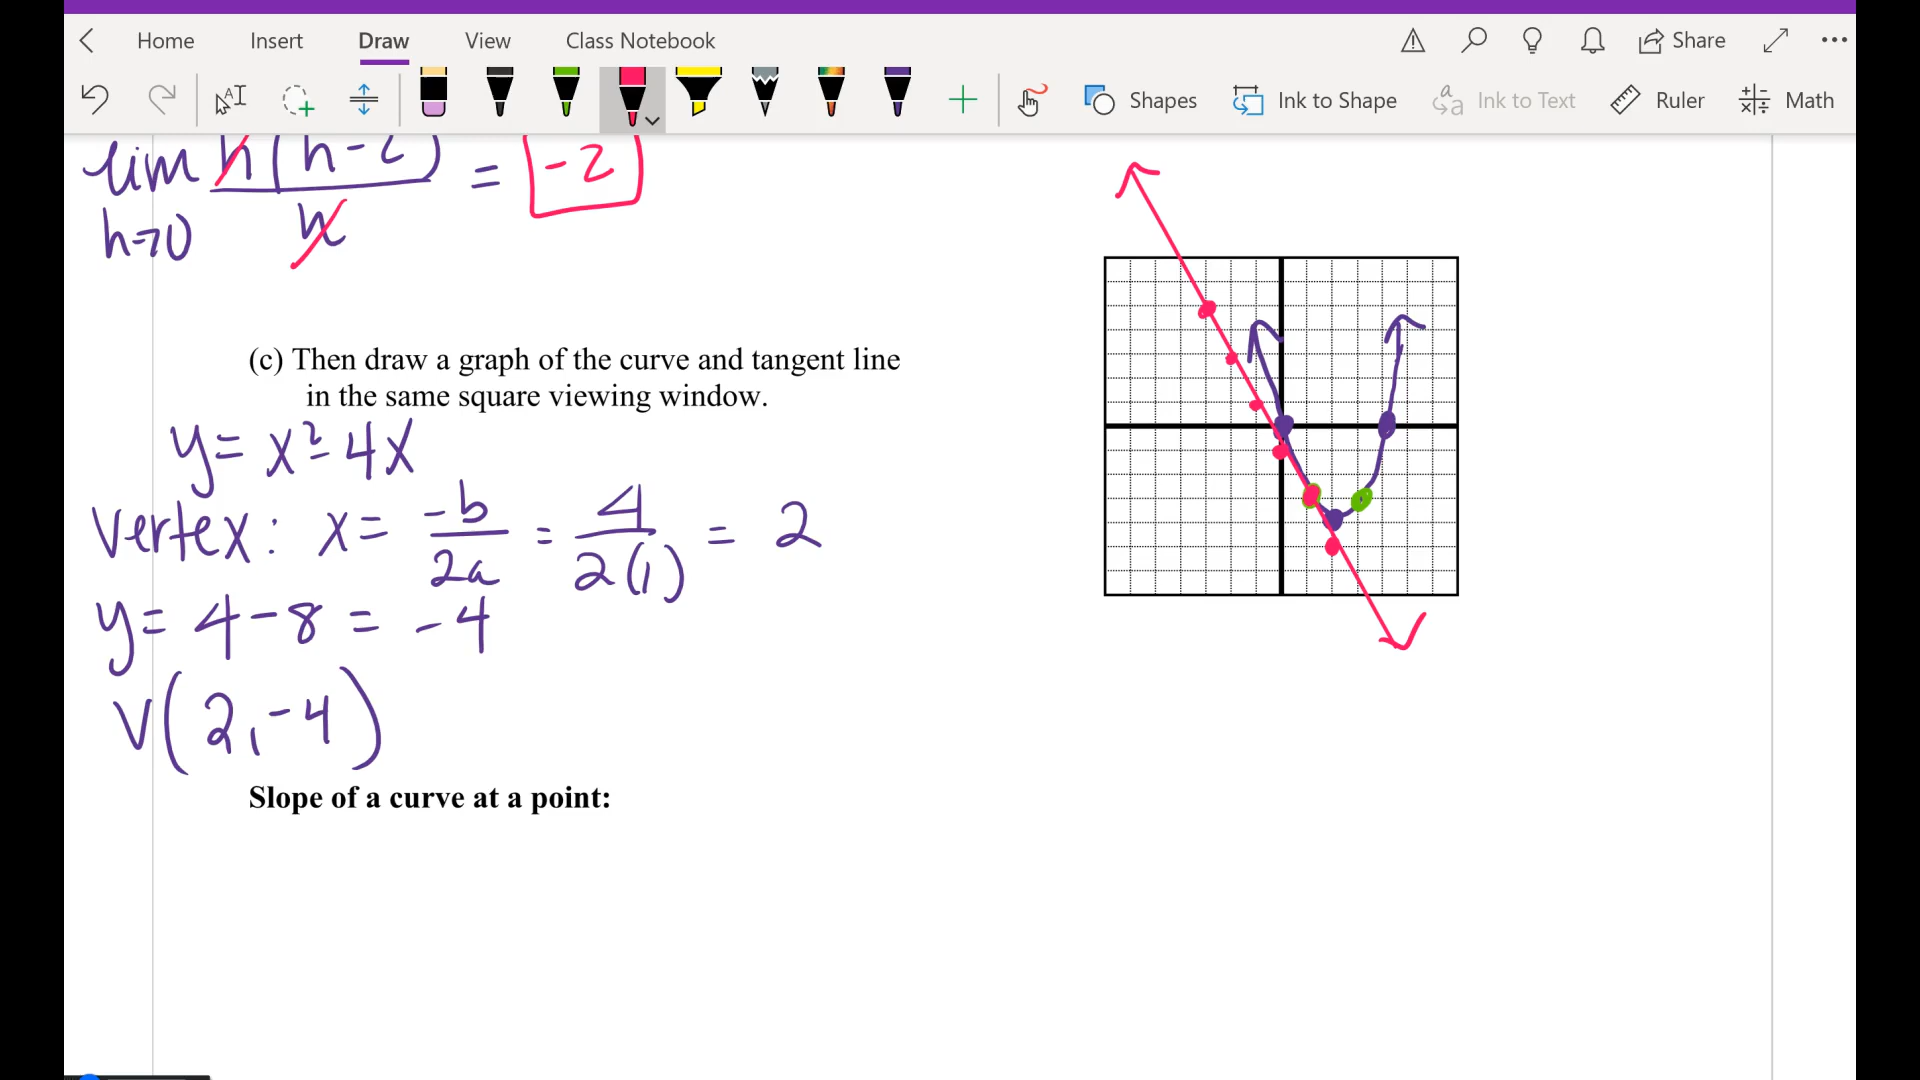 Home Insert Draw View Class Notebook Share
Shapes Ink to Shape Ink to Text Ruler Math
lim h(h-2)/h = -2
h→0
(c) Then draw a graph of the curve and tangent line
in the same square viewing window.
y = x² - 4x
Vertex: x = -b/2a = 4/2(1) = 2
y = 4 - 8 = -4
V(2, -4)
Slope of a curve at a point: